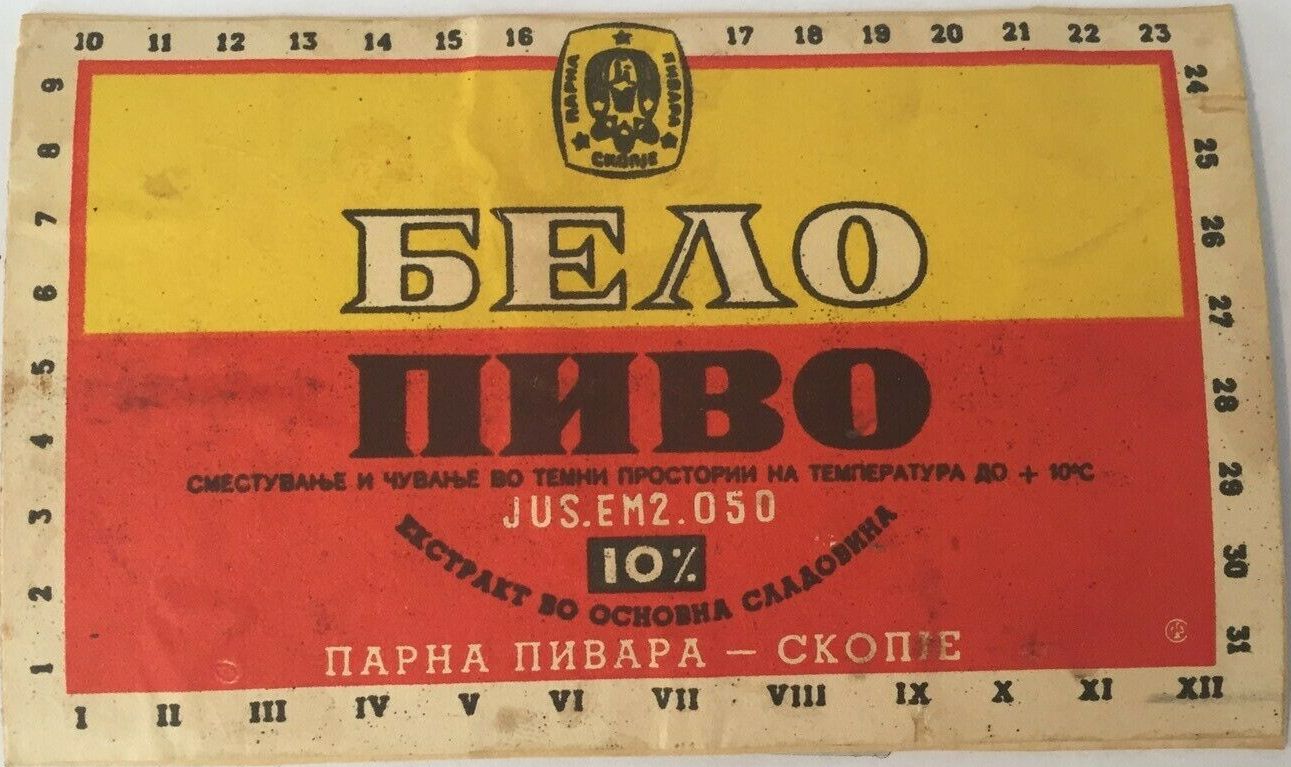 10 11 12 13 14 15 16 17 18 19 20 21 22 23
9
8
7
6
5
4
3
2
1
24
25
26
27
28
29
30
31
ПАРНА ПИВАРА
СКОПЈЕ
БЕЛО
ПИВО
СМЕСТУВАЊЕ И ЧУВАЊЕ ВО ТЕМНИ ПРОСТОРИИ НА ТЕМПЕРАТУРА ДО + 10°С
JUS.EM2.050
10%
ЕКСТРАКТ ВО ОСНОВНА СЛАДОВИНА
ПАРНА ПИВАРА — СКОПЈЕ
I II III IV V VI VII VIII IX X XI XII